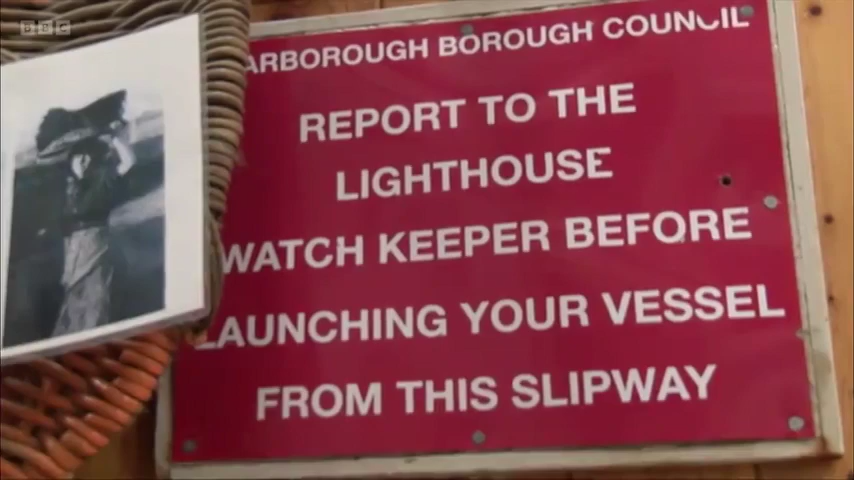 BBC
ARBOROUGH BOROUGH COUNCIL
REPORT TO THE
LIGHTHOUSE
WATCH KEEPER BEFORE
LAUNCHING YOUR VESSEL
FROM THIS SLIPWAY